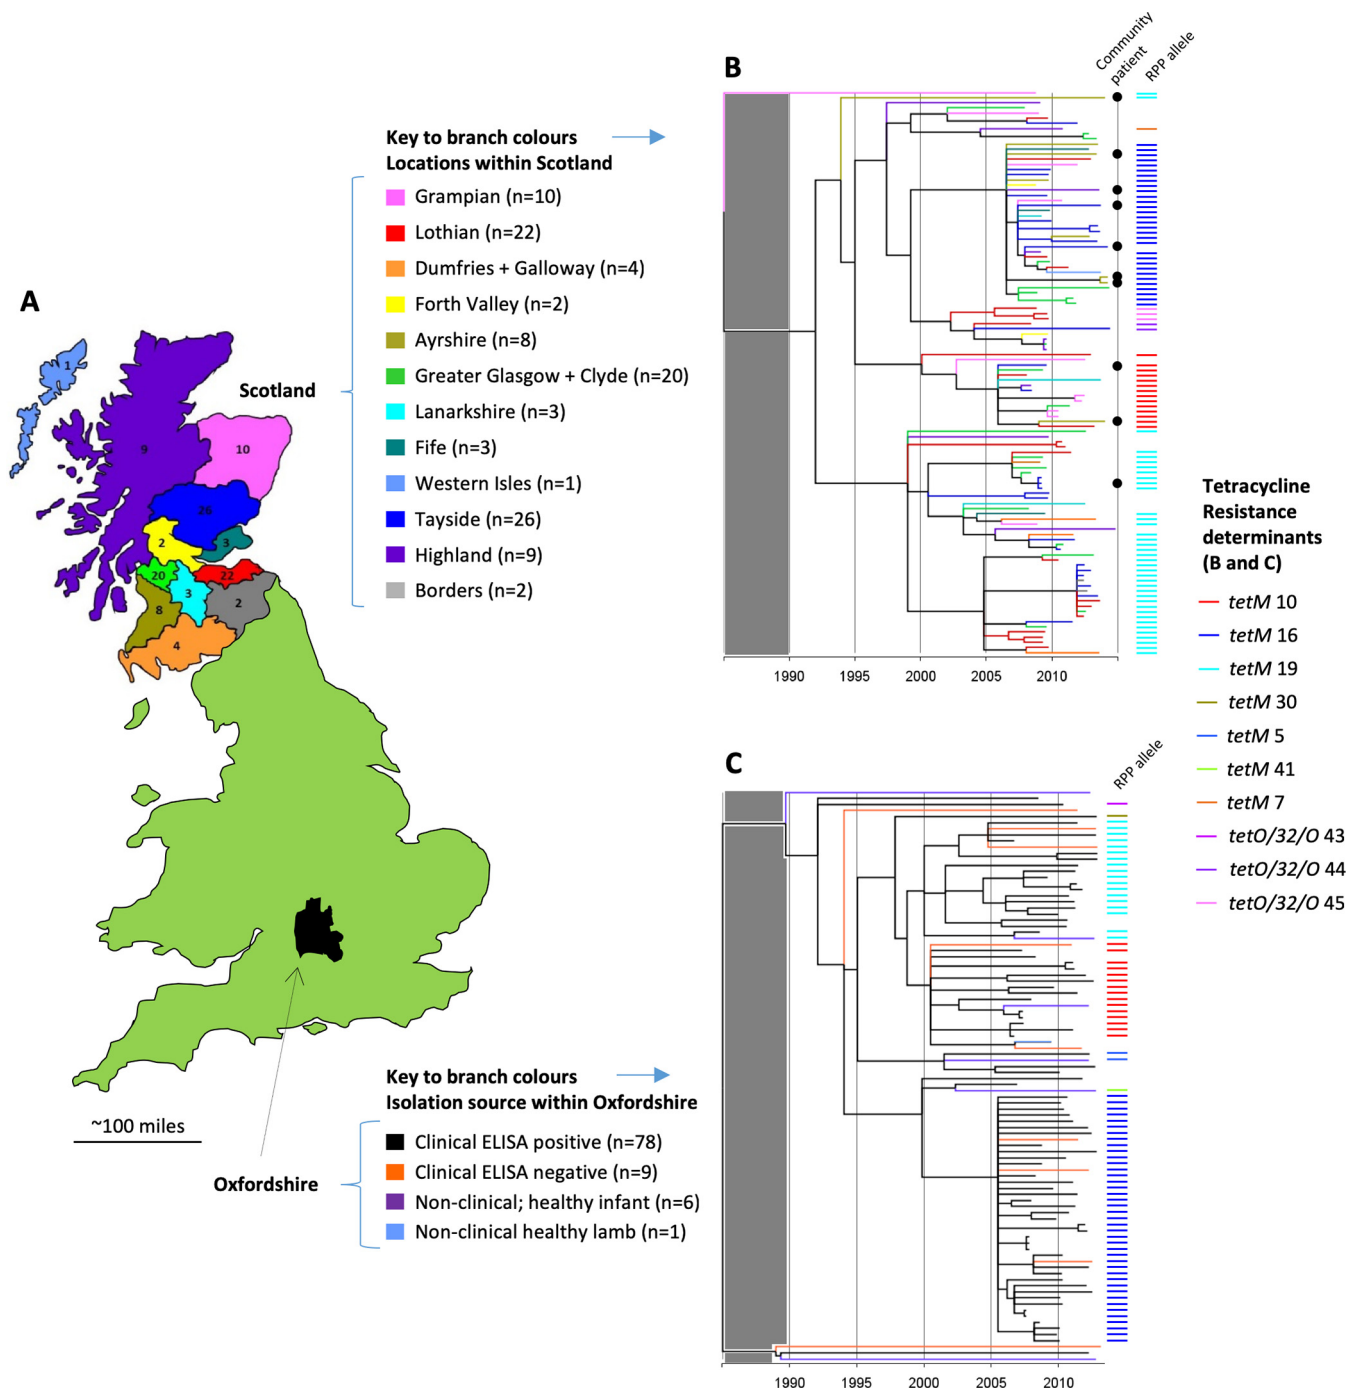 A
Key to branch colours
Locations within Scotland
Grampian (n=10)
Lothian (n=22)
Dumfries + Galloway (n=4)
Forth Valley (n=2)
Ayrshire (n=8)
Greater Glasgow + Clyde (n=20)
Lanarkshire (n=3)
Fife (n=3)
Western Isles (n=1)
Tayside (n=26)
Highland (n=9)
Borders (n=2)
Scotland
1
9
10
26
2
3
20
22
3
2
8
4
~100 miles
Oxfordshire
Key to branch colours
Isolation source within Oxfordshire
Clinical ELISA positive (n=78)
Clinical ELISA negative (n=9)
Non-clinical; healthy infant (n=6)
Non-clinical healthy lamb (n=1)
B
Community
patient
RPP allele
1990 1995 2000 2005 2010
C
RPP allele
1990 1995 2000 2005 2010
Tetracycline
Resistance
determinants
(B and C)
tetM 10
tetM 16
tetM 19
tetM 30
tetM 5
tetM 41
tetM 7
tetO/32/O 43
tetO/32/O 44
tetO/32/O 45